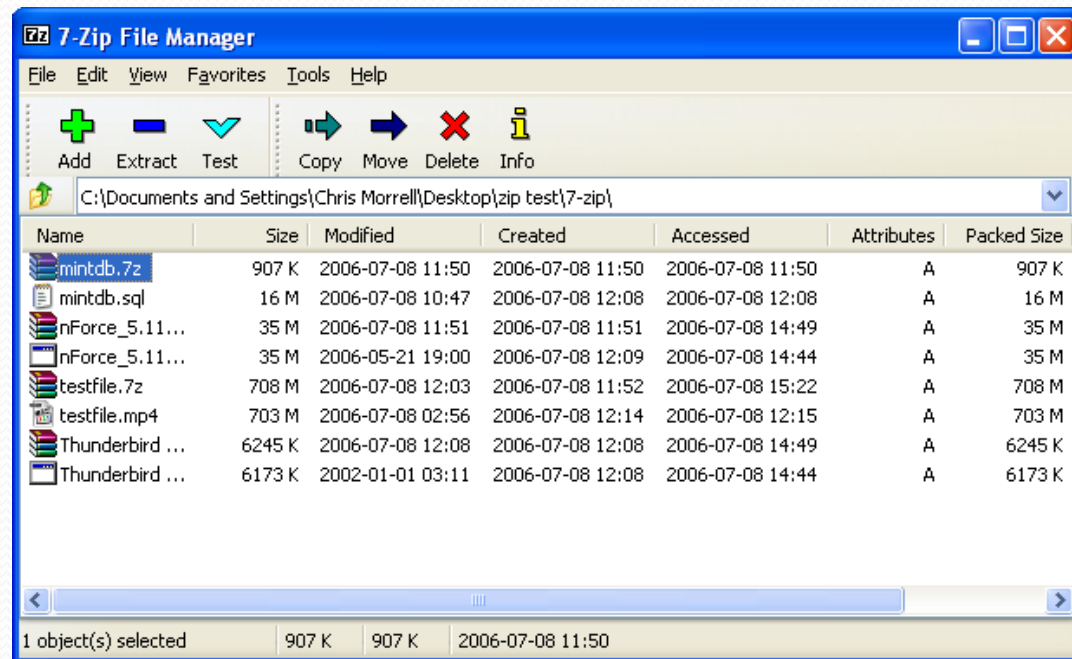 7-Zip File Manager
File Edit View Favorites Tools Help
Add Extract Test Copy Move Delete Info
C:\Documents and Settings\Chris Morrell\Desktop\zip test\7-zip\
Name Size Modified Created Accessed Attributes Packed Size
mintdb.7z 907 K 2006-07-08 11:50 2006-07-08 11:50 2006-07-08 11:50 A 907 K
mintdb.sql 16 M 2006-07-08 10:47 2006-07-08 12:08 2006-07-08 12:08 A 16 M
nForce_5.11... 35 M 2006-07-08 11:51 2006-07-08 11:51 2006-07-08 14:49 A 35 M
nForce_5.11... 35 M 2006-05-21 19:00 2006-07-08 12:09 2006-07-08 14:44 A 35 M
testfile.7z 708 M 2006-07-08 12:03 2006-07-08 11:52 2006-07-08 15:22 A 708 M
testfile.mp4 703 M 2006-07-08 02:56 2006-07-08 12:14 2006-07-08 12:15 A 703 M
Thunderbird ... 6245 K 2006-07-08 12:08 2006-07-08 12:08 2006-07-08 14:49 A 6245 K
Thunderbird ... 6173 K 2002-01-01 03:11 2006-07-08 12:08 2006-07-08 14:44 A 6173 K
1 object(s) selected 907 K 907 K 2006-07-08 11:50